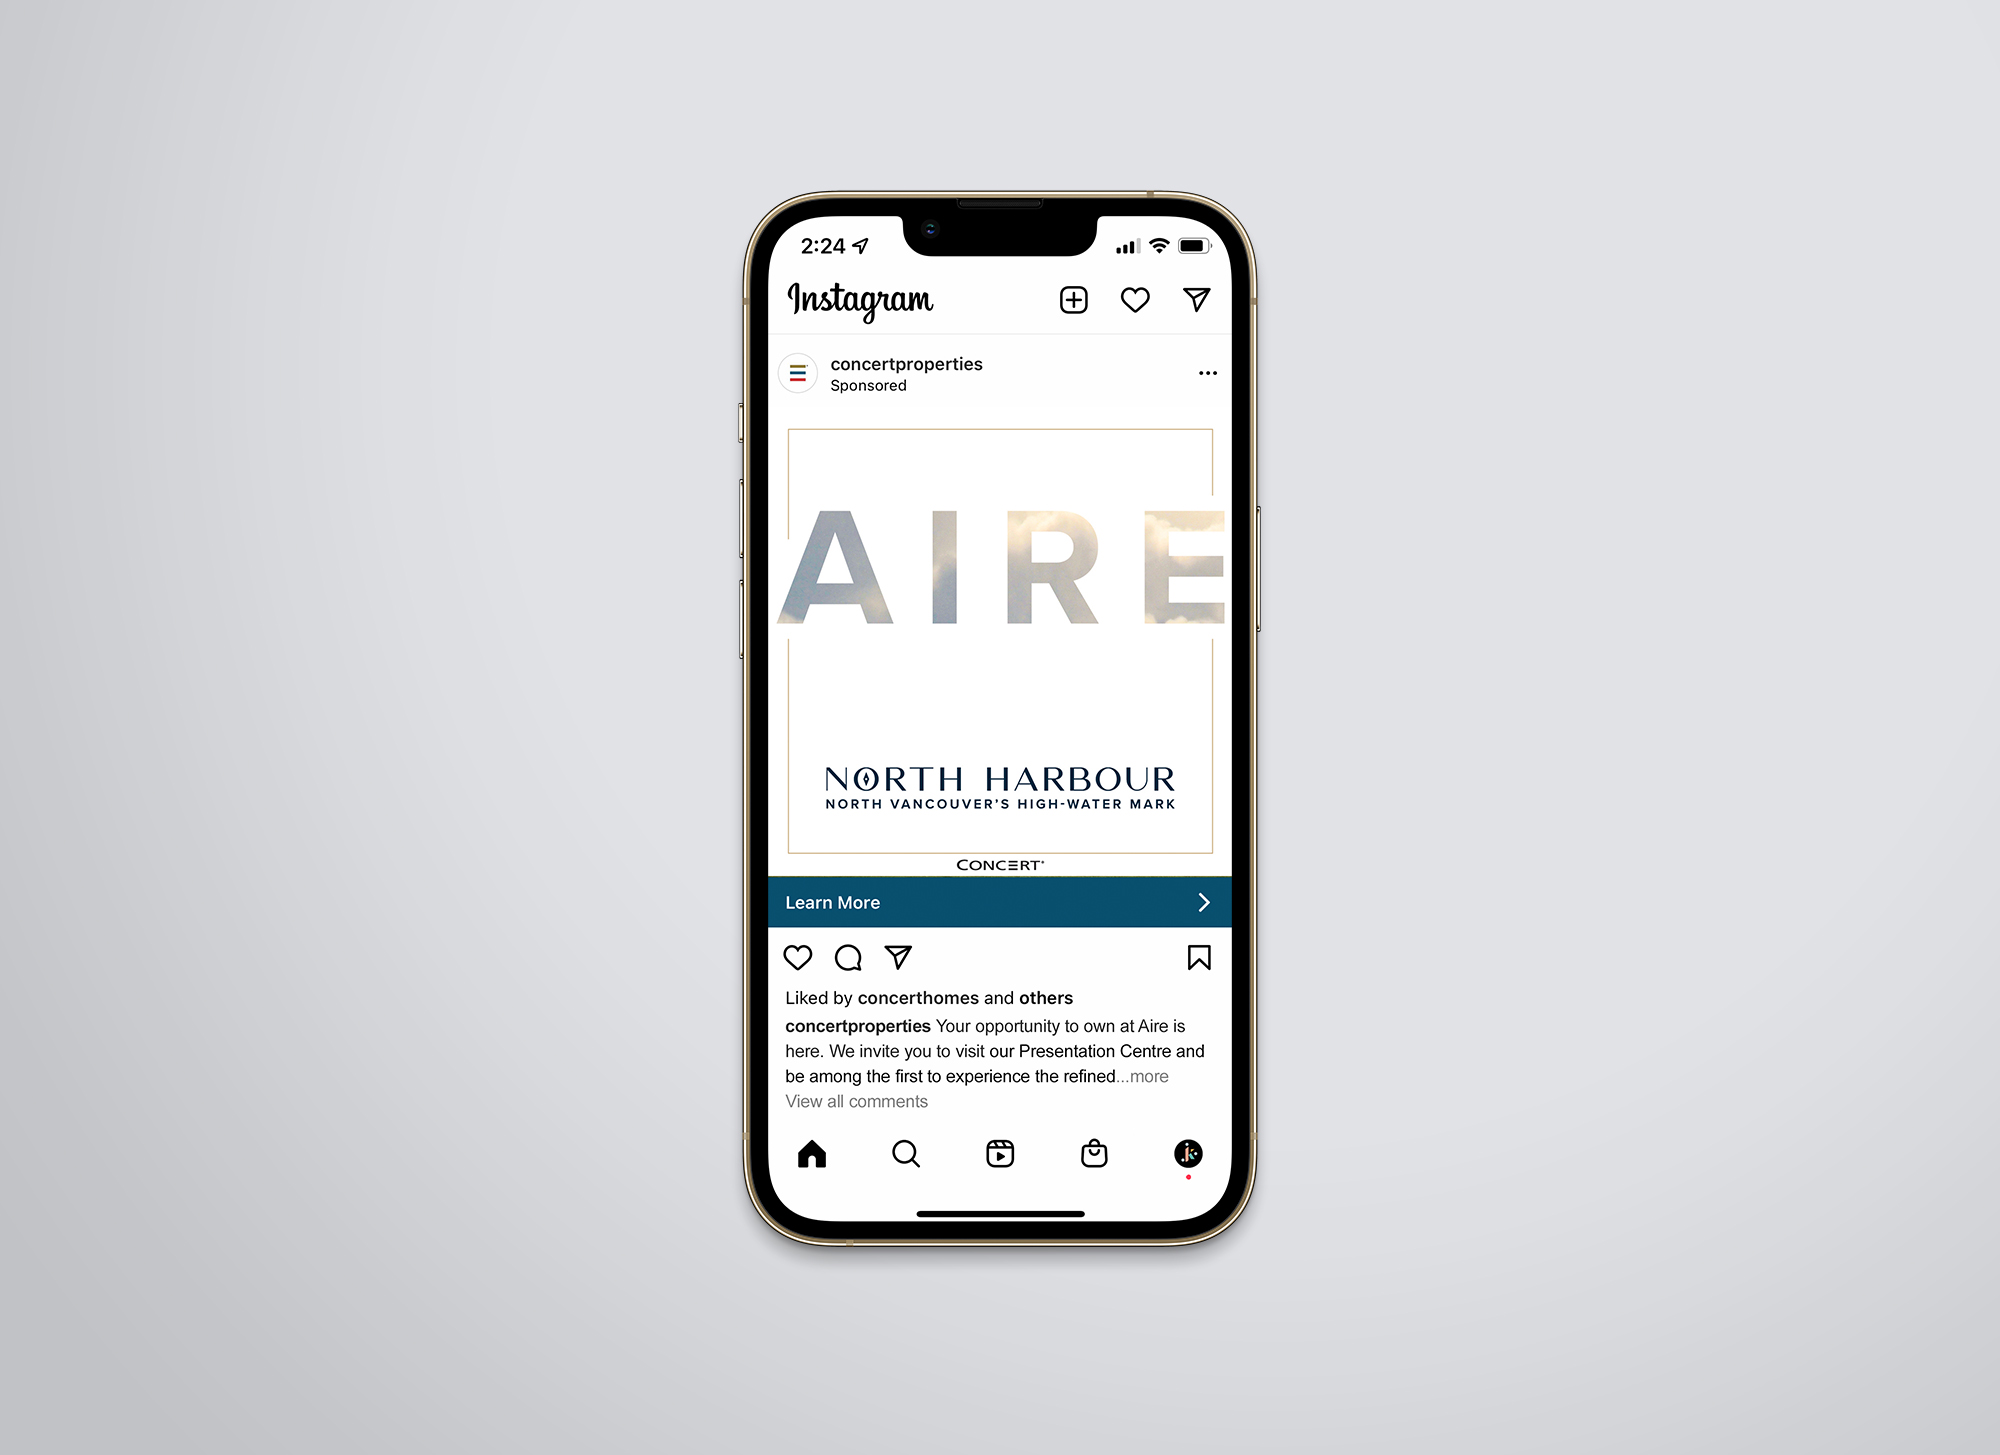 2:24
Instagram
concertproperties
Sponsored
AIRE
NORTH HARBOUR
NORTH VANCOUVER'S HIGH-WATER MARK
CONCERT
Learn More
Liked by concerthomes and others
concertproperties Your opportunity to own at Aire is
here. We invite you to visit our Presentation Centre and
be among the first to experience the refined...more
View all comments
jk